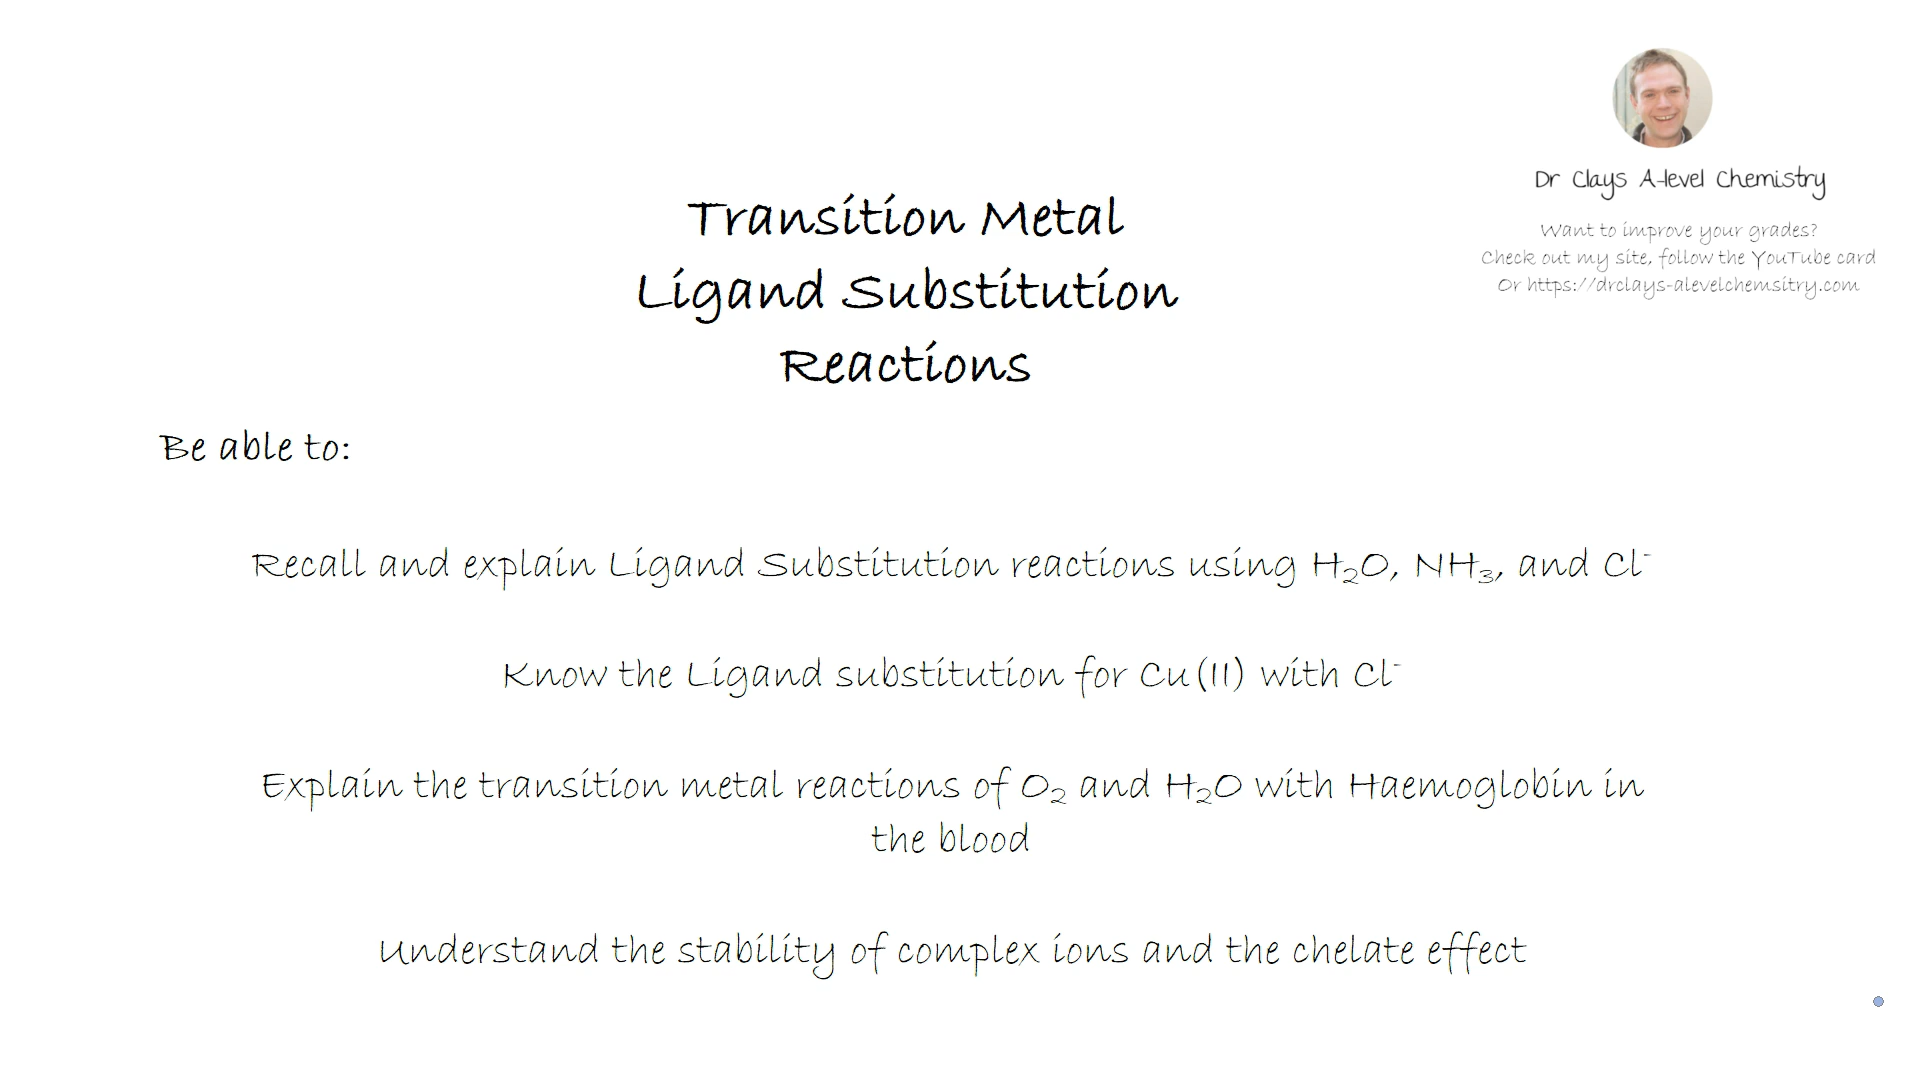 Dr Clays A-level Chemistry
Want to improve your grades?
Check out my site, follow the YouTube card
Or https://drclays-alevelchemsitry.com
Transition Metal
Ligand Substitution
Reactions
Be able to:
Recall and explain Ligand Substitution reactions using H₂O, NH₃, and Cl⁻
Know the Ligand substitution for Cu(II) with Cl⁻
Explain the transition metal reactions of O₂ and H₂O with Haemoglobin in
the blood
Understand the stability of complex ions and the chelate effect